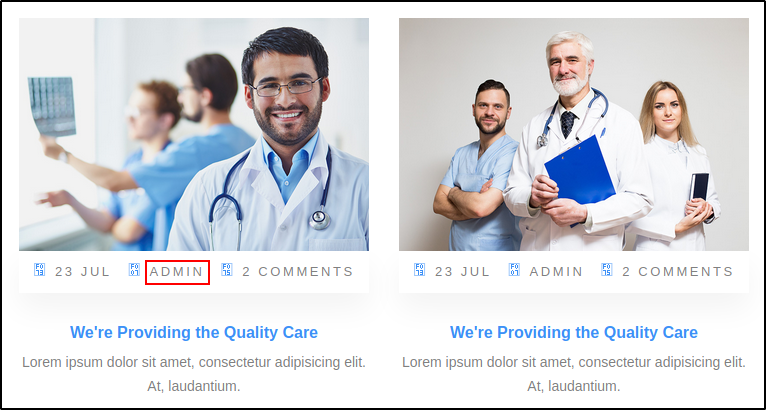 23 JUL ADMIN 2 COMMENTS
We're Providing the Quality Care
Lorem ipsum dolor sit amet, consectetur adipisicing elit.
At, laudantium.
23 JUL ADMIN 2 COMMENTS
We're Providing the Quality Care
Lorem ipsum dolor sit amet, consectetur adipisicing elit.
At, laudantium.